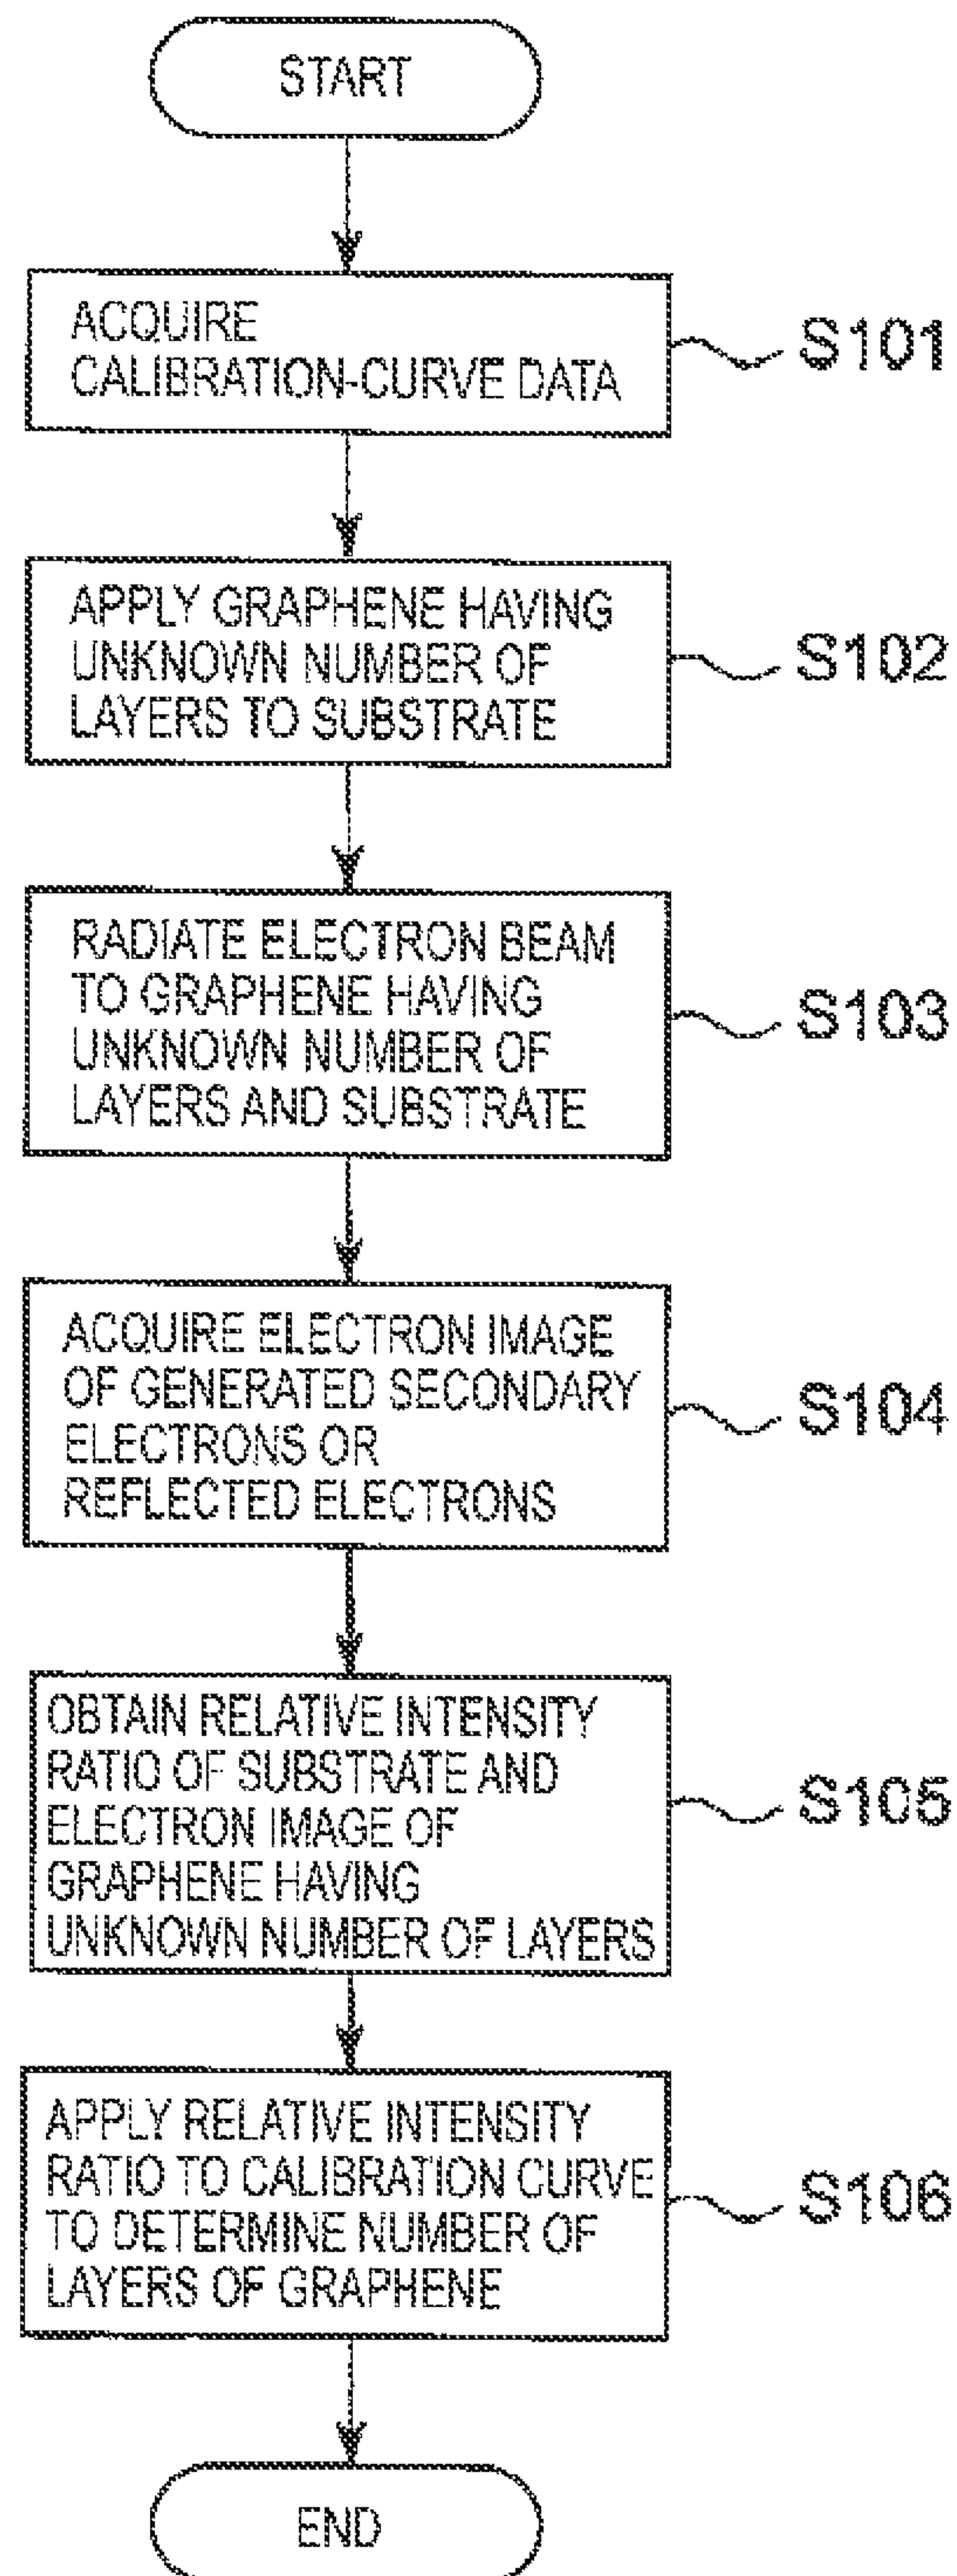 START
ACQUIRE
CALIBRATION-CURVE DATA
S101
APPLY GRAPHENE HAVING
UNKNOWN NUMBER OF
LAYERS TO SUBSTRATE
S102
RADIATE ELECTRON BEAM
TO GRAPHENE HAVING
UNKNOWN NUMBER OF
LAYERS AND SUBSTRATE
S103
ACQUIRE ELECTRON IMAGE
OF GENERATED SECONDARY
ELECTRONS OR
REFLECTED ELECTRONS
S104
OBTAIN RELATIVE INTENSITY
RATIO OF SUBSTRATE AND
ELECTRON IMAGE OF
GRAPHENE HAVING
UNKNOWN NUMBER OF LAYERS
S105
APPLY RELATIVE INTENSITY
RATIO TO CALIBRATION CURVE
TO DETERMINE NUMBER OF
LAYERS OF GRAPHENE
S106
END